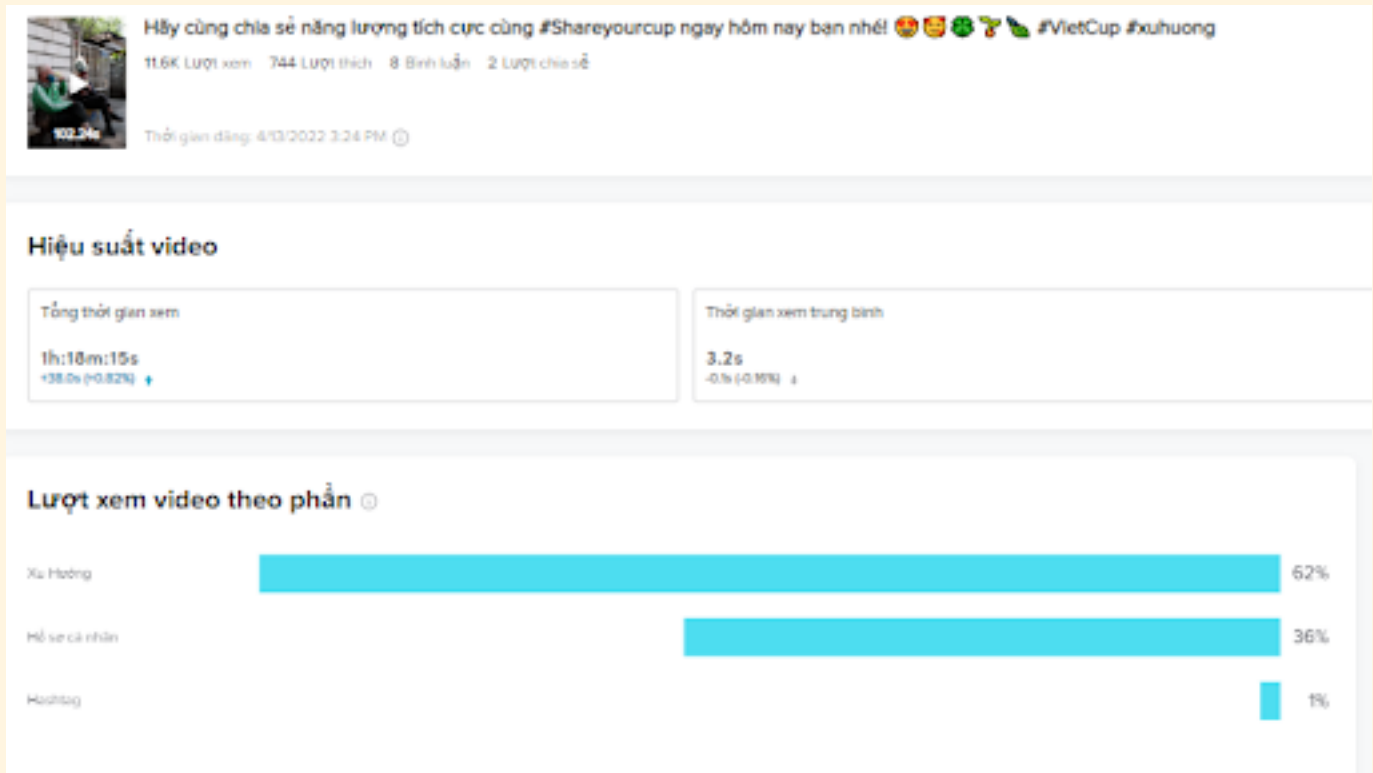 Hãy cùng chia sẻ năng lượng tích cực cùng #Shareyourcup ngay hôm nay bạn nhé! 🤩🥰🍀🌴🍾 #VietCup #xuhuong
11.6K Lượt xem 744 Lượt thích 8 Bình luận 2 Lượt chia sẻ
102.24s
Thời gian đăng: 4/13/2022 3:24 PM
Hiệu suất video
Tổng thời gian xem
1h:18m:15s
+38.0s (+0.82%)
Thời gian xem trung bình
3.2s
-0.1s (-0.16%)
Lượt xem video theo phần
Xu Hướng 62%
Hồ sơ cá nhân 36%
Hashtag 1%